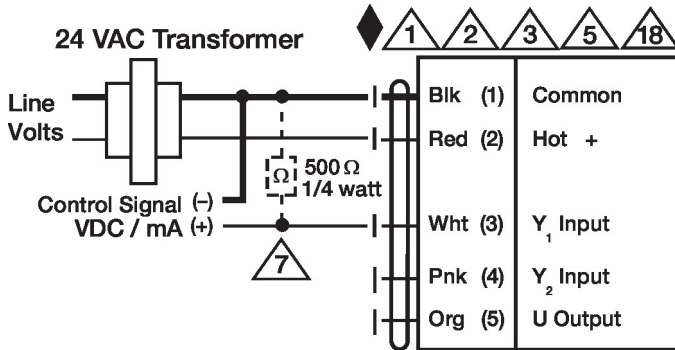 24 VAC Transformer
1 2 3 5 18
Line
Volts
Blk (1) Common
Red (2) Hot +
Ω 500 Ω
1/4 watt
Control Signal (–)
VDC / mA (+)
Wht (3) Y1 Input
7
Pnk (4) Y2 Input
Org (5) U Output